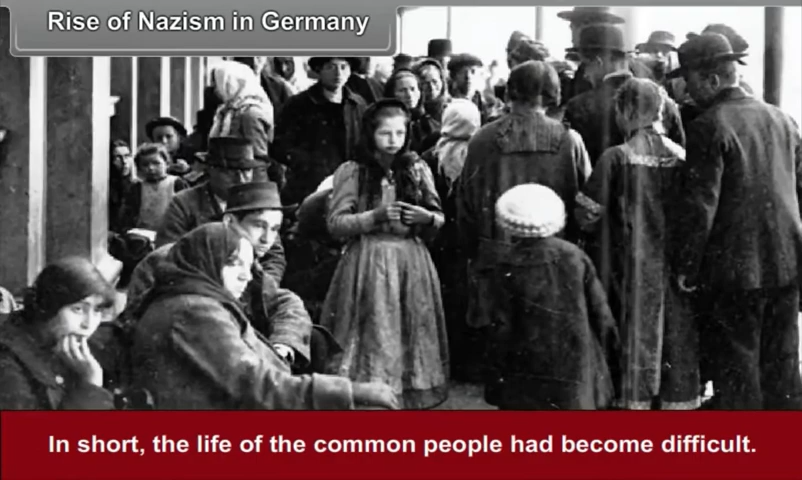 Rise of Nazism in Germany
In short, the life of the common people had become difficult.